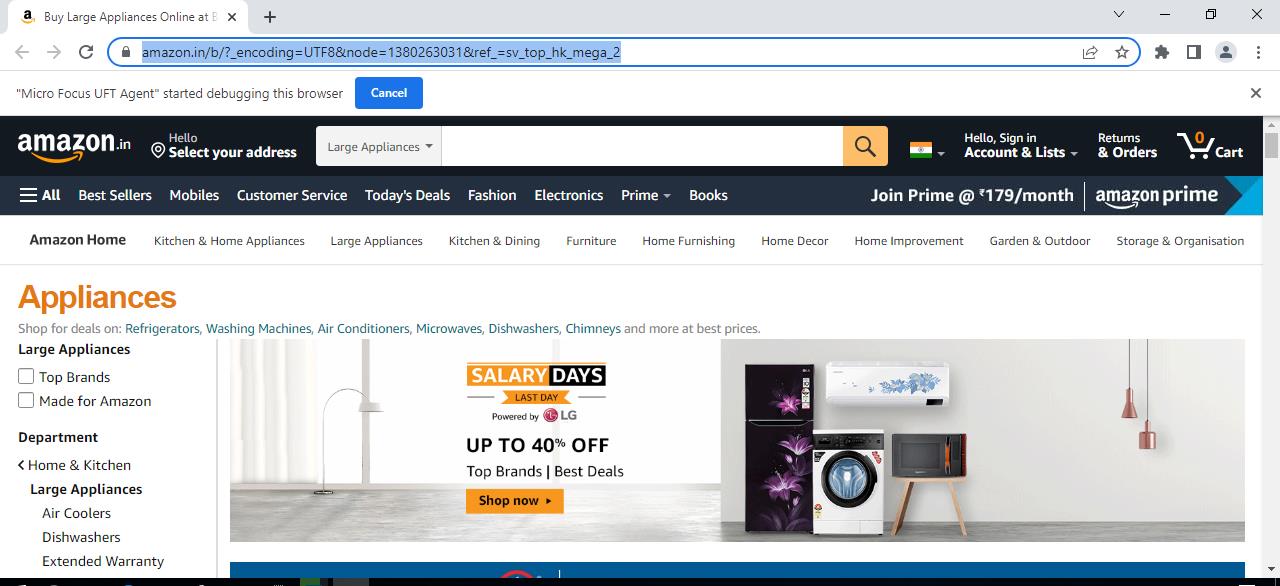 Buy Large Appliances Online at B
amazon.in/b/?_encoding=UTF8&node=1380263031&ref_=sv_top_hk_mega_2
"Micro Focus UFT Agent" started debugging this browser
Cancel
amazon.in
Hello
Select your address
Large Appliances
Hello, Sign in
Account & Lists
Returns
& Orders
0
Cart
All
Best Sellers
Mobiles
Customer Service
Today's Deals
Fashion
Electronics
Prime
Books
Join Prime @ ₹179/month
amazon prime
Amazon Home
Kitchen & Home Appliances
Large Appliances
Kitchen & Dining
Furniture
Home Furnishing
Home Decor
Home Improvement
Garden & Outdoor
Storage & Organisation
Appliances
Shop for deals on: Refrigerators, Washing Machines, Air Conditioners, Microwaves, Dishwashers, Chimneys and more at best prices.
Large Appliances
Top Brands
Made for Amazon
Department
Home & Kitchen
Large Appliances
Air Coolers
Dishwashers
Extended Warranty
SALARY DAYS
LAST DAY
Powered by LG
UP TO 40% OFF
Top Brands | Best Deals
Shop now